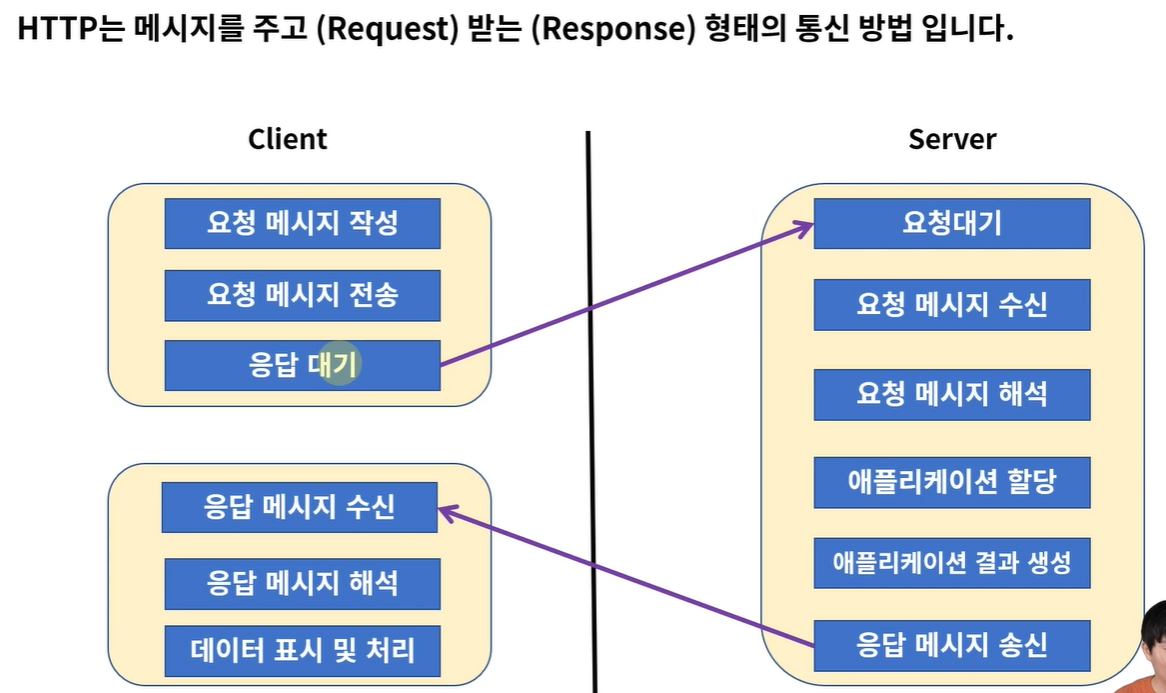 HTTP는 메시지를 주고 (Request) 받는 (Response) 형태의 통신 방법 입니다.
Client
요청 메시지 작성
요청 메시지 전송
응답 대기
응답 메시지 수신
응답 메시지 해석
데이터 표시 및 처리
Server
요청대기
요청 메시지 수신
요청 메시지 해석
애플리케이션 할당
애플리케이션 결과 생성
응답 메시지 송신